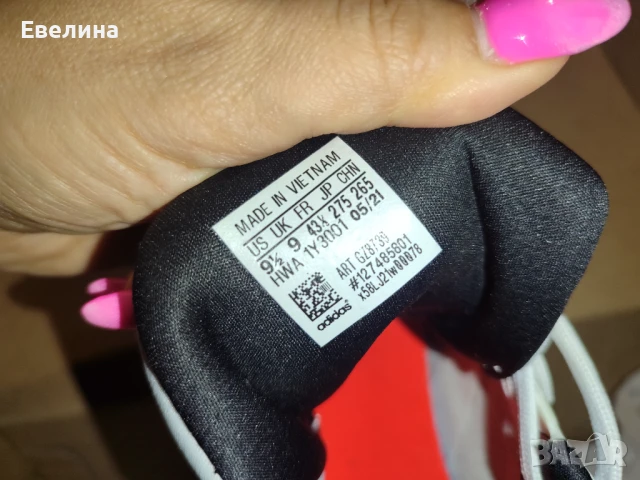 Евелина
MADE IN VIETNAM
US UK FR JP CHN
9½ 9 43⅓ 275 265
HWA 1Y3001 05/21
ART GZ8739
#127485801
x58LJ21w00078
adidas
BAZAR